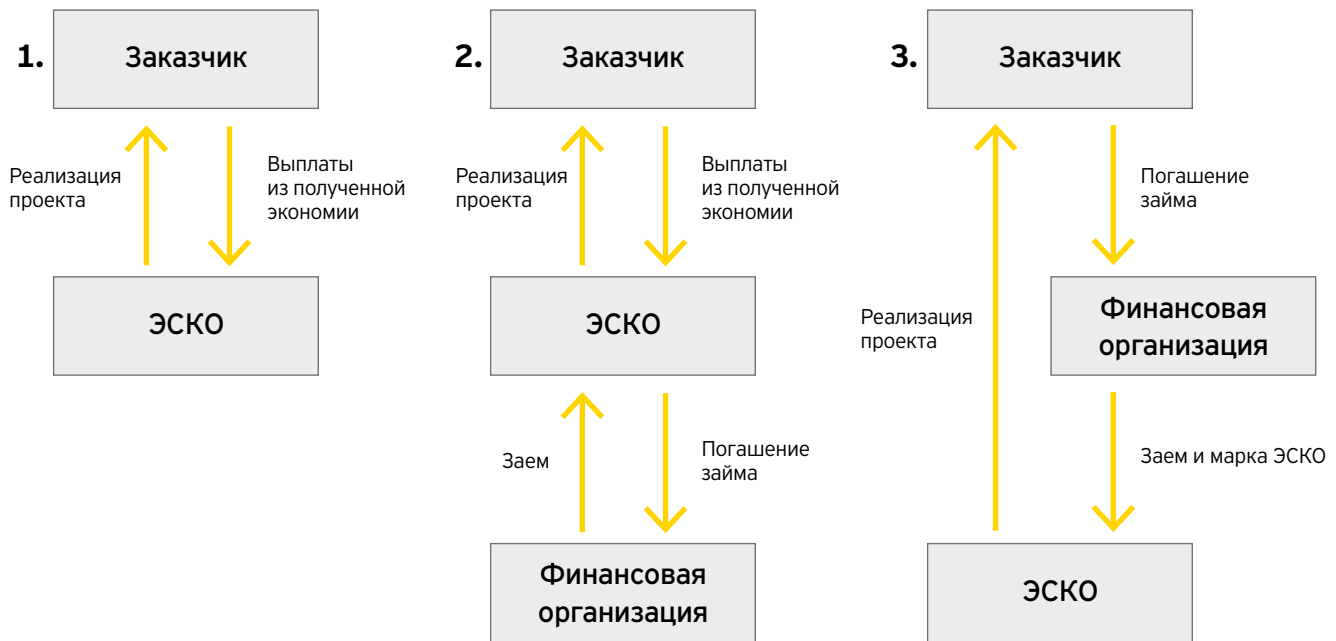 1.
Заказчик
Реализация
проекта
Выплаты
из полученной
экономии
ЭСКО
2.
Заказчик
Реализация
проекта
Выплаты
из полученной
экономии
ЭСКО
Заем
Погашение
займа
Финансовая
организация
3.
Заказчик
Погашение
займа
Реализация
проекта
Финансовая
организация
Заем и марка ЭСКО
ЭСКО